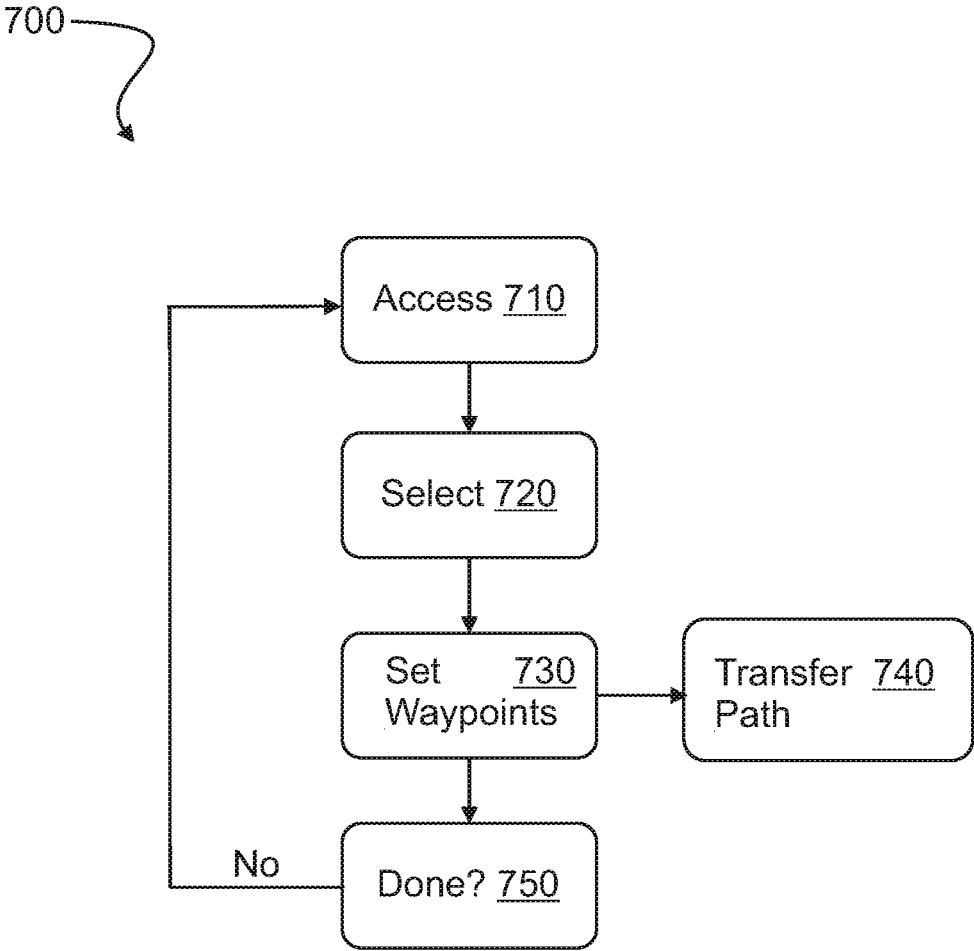 700
Access 710
Select 720
Set 730
Waypoints
Transfer 740
Path
No
Done? 750